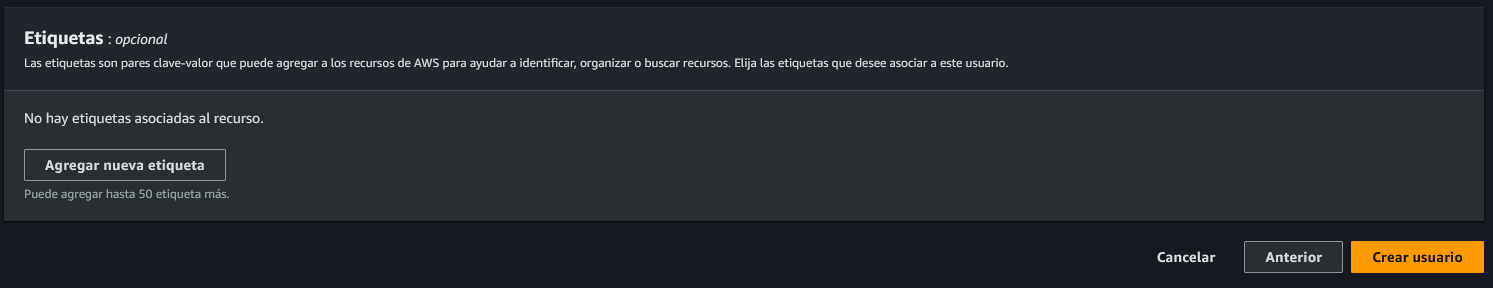 Etiquetas : opcional
Las etiquetas son pares clave-valor que puede agregar a los recursos de AWS para ayudar a identificar, organizar o buscar recursos. Elija las etiquetas que desee asociar a este usuario.
No hay etiquetas asociadas al recurso.
Agregar nueva etiqueta
Puede agregar hasta 50 etiqueta más.
Cancelar Anterior Crear usuario